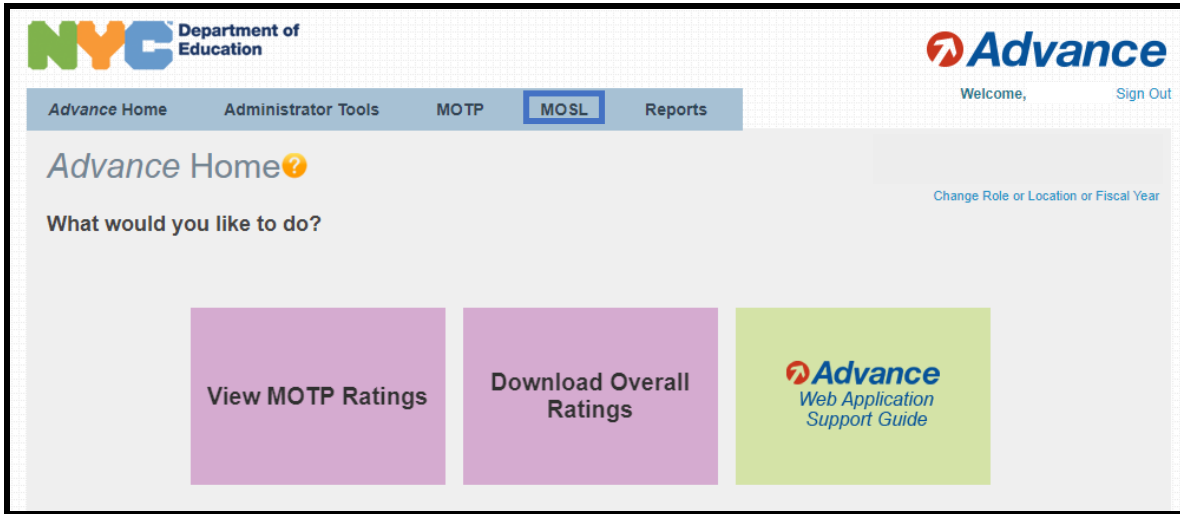 NYC Department of
Education
Advance
Advance Home Administrator Tools MOTP MOSL Reports
Welcome, Sign Out
Advance Home?
Change Role or Location or Fiscal Year
What would you like to do?
View MOTP Ratings
Download Overall
Ratings
Advance
Web Application
Support Guide